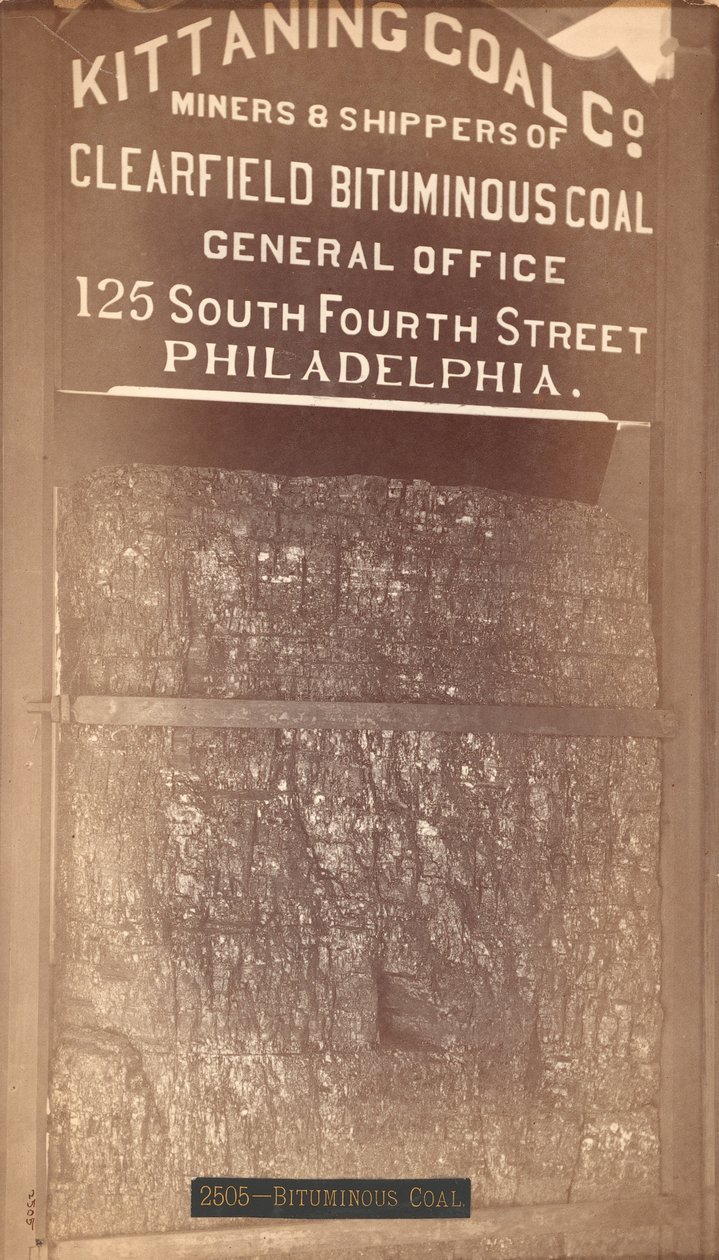 KITTANING COAL Co
MINERS & SHIPPERS OF
CLEARFIELD BITUMINOUS COAL
GENERAL OFFICE
125 SOUTH FOURTH STREET
PHILADELPHIA.
2505—BITUMINOUS COAL.
2505